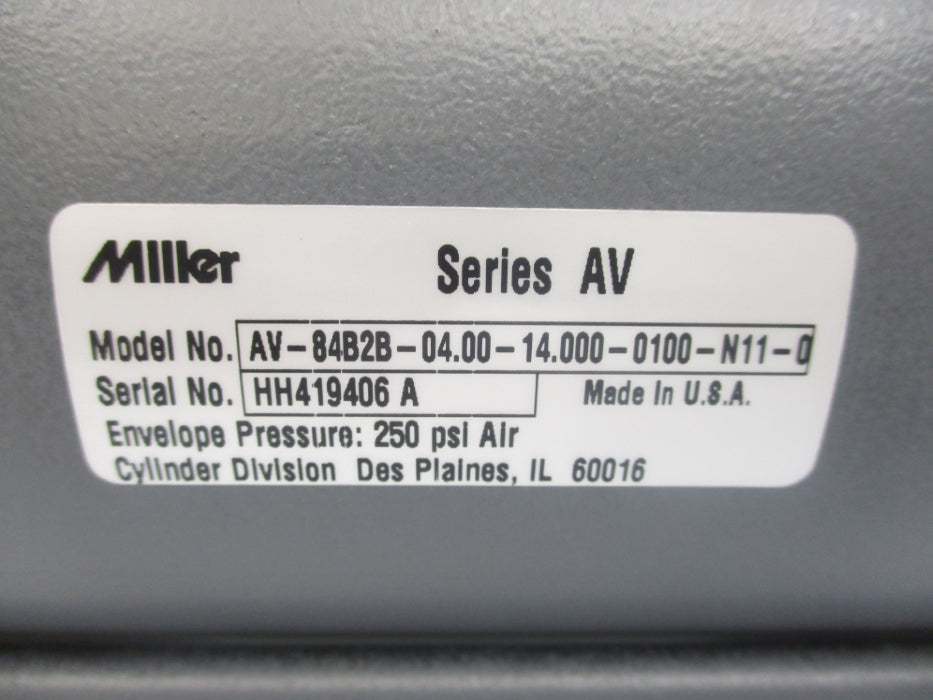 Miller Series AV
Model No. AV-84B2B-04.00-14.000-0100-N11-0
Serial No. HH419406 A Made In U.S.A.
Envelope Pressure: 250 psi Air
Cylinder Division Des Plaines, IL 60016